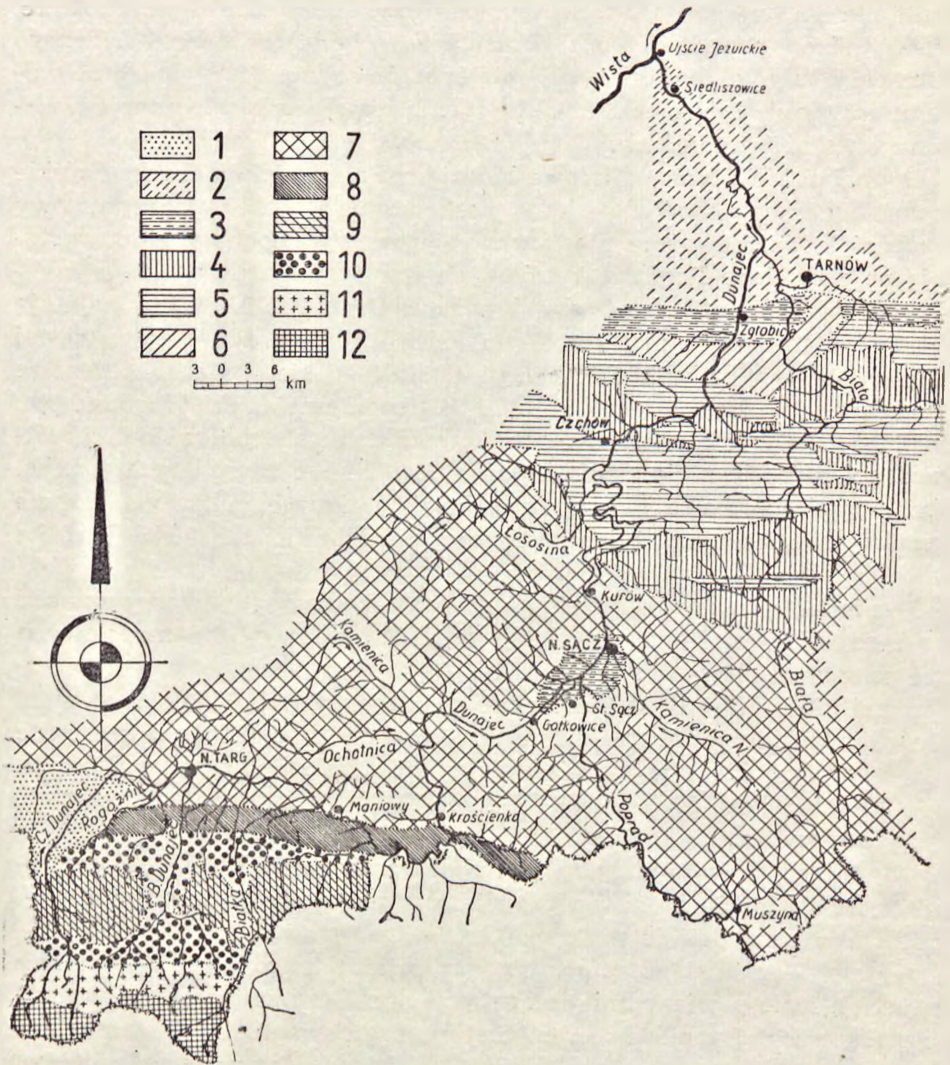 Wisła
Ujście Jezuickie
Siedliszowice
1 7
2 8
3 9
4 10
5 11
6 12
3 0 3 6 km
Dunajec
TARNÓW
Zgłobice
Biała
Czchów
Łososina
Kurów
Kamienica
N. SĄCZ
Biała
St. Sącz
Dunajec
Gołkowice
Kamienica N.
Ochotnica
N. TARG
Maniowy
Krościenko
Cz. Dunajec
Rogoźnik
Poprad
B. Dunajec
Białka
Muszyna